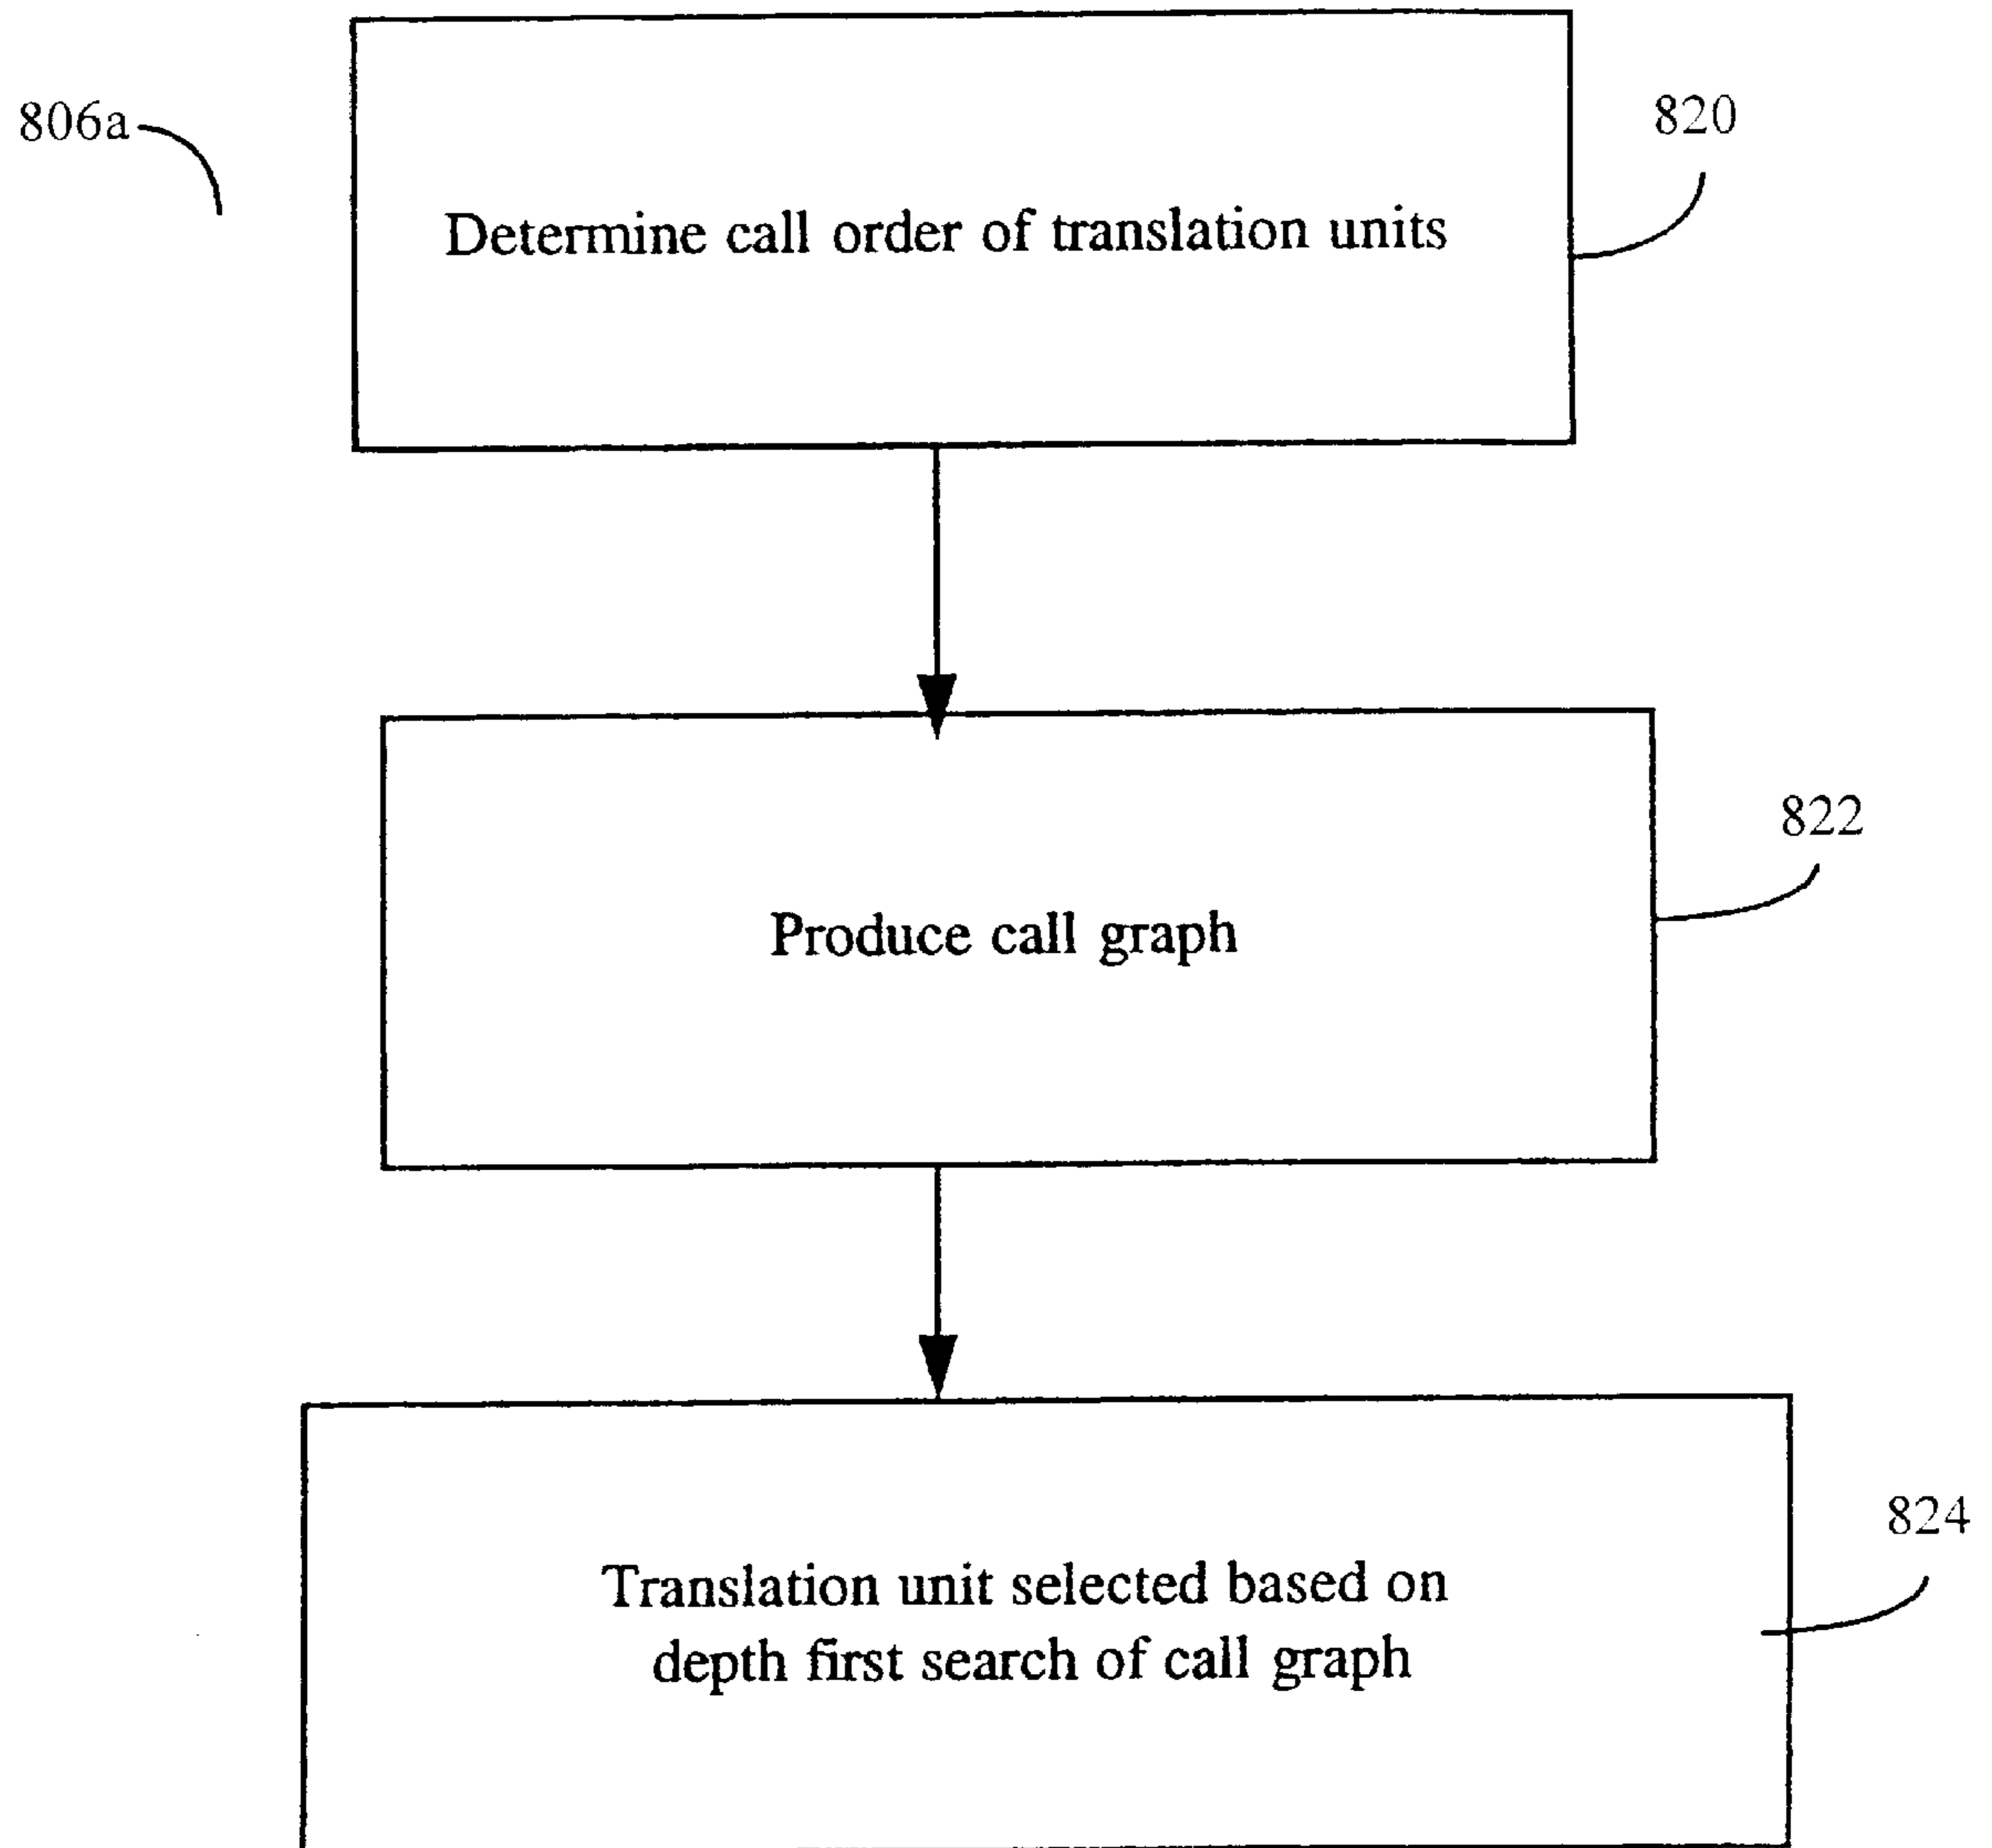 806a
820
Determine call order of translation units
822
Produce call graph
824
Translation unit selected based on
depth first search of call graph